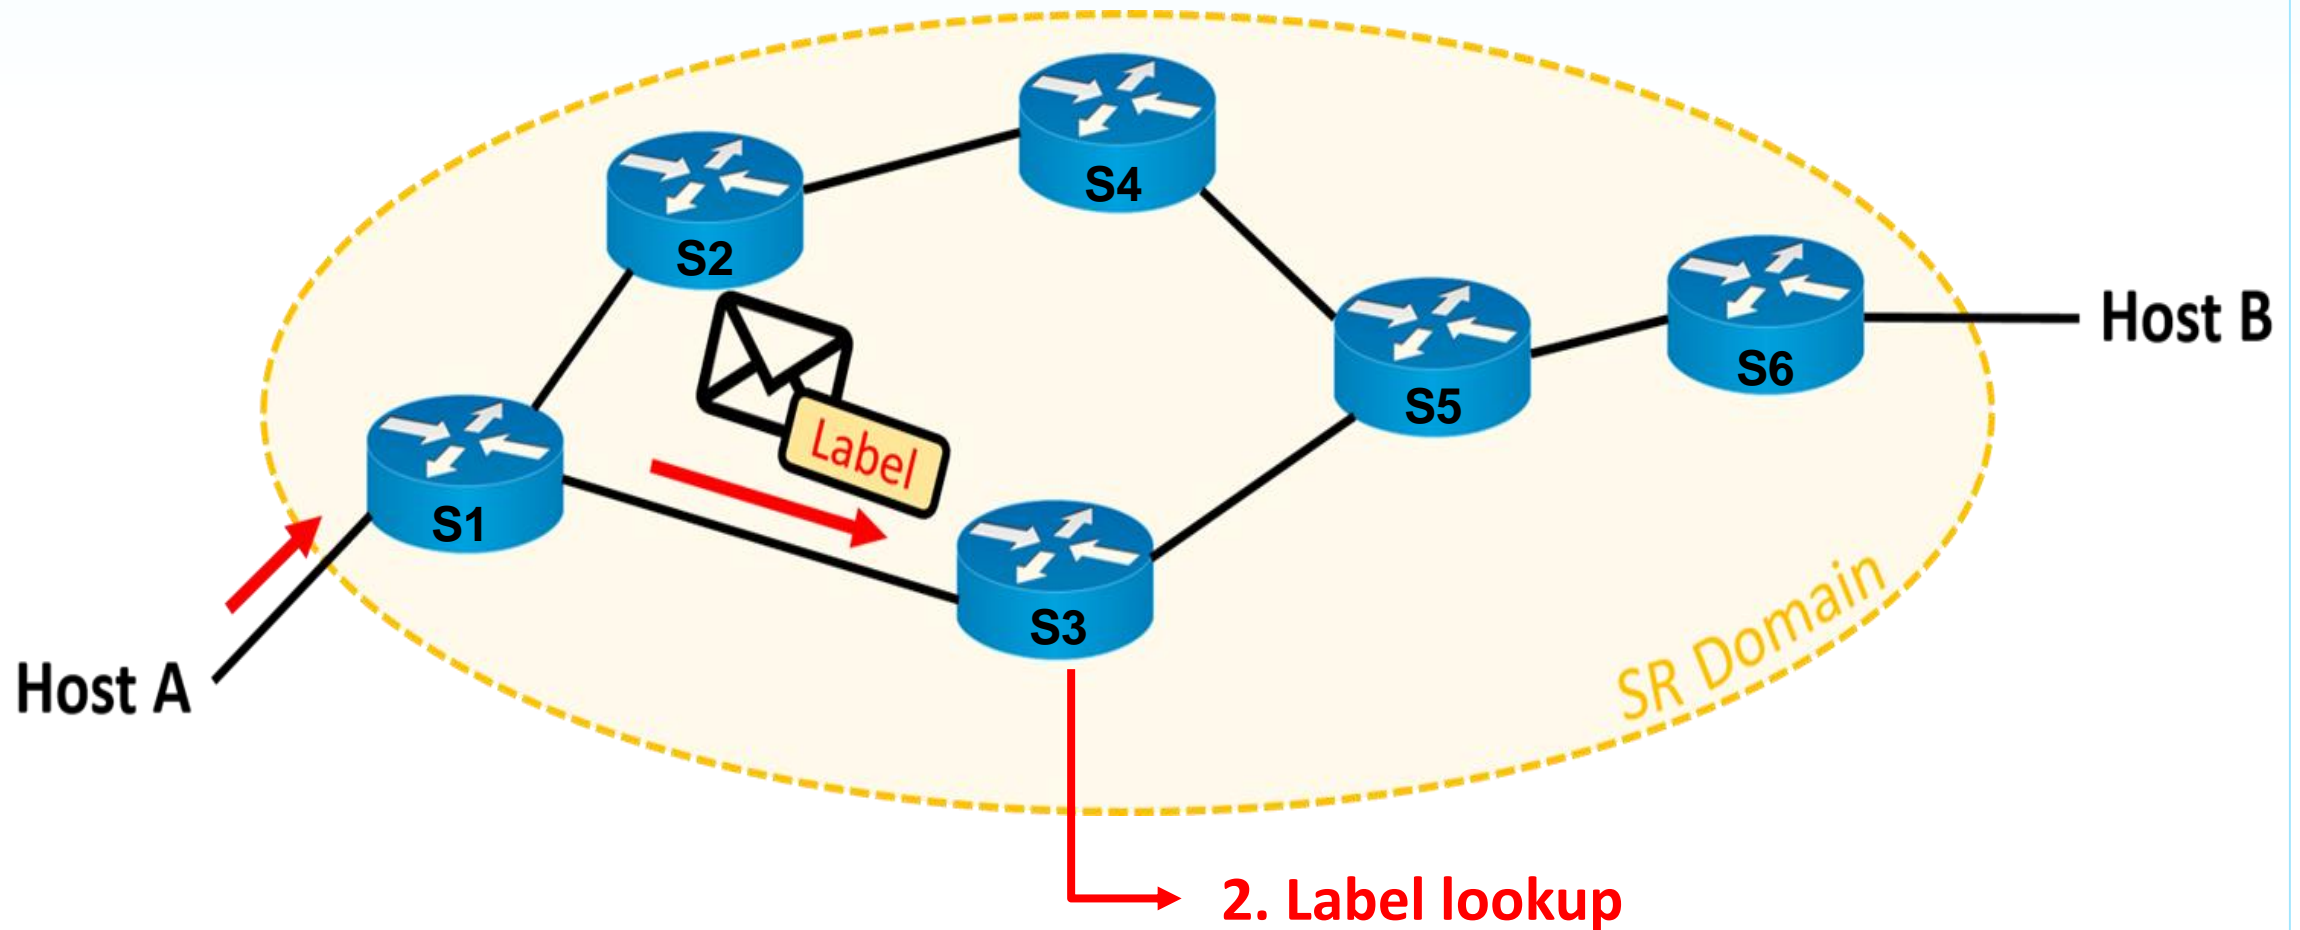 S4
S2
S6
Host B
S5
Label
S1
S3
SR Domain
Host A
2. Label lookup